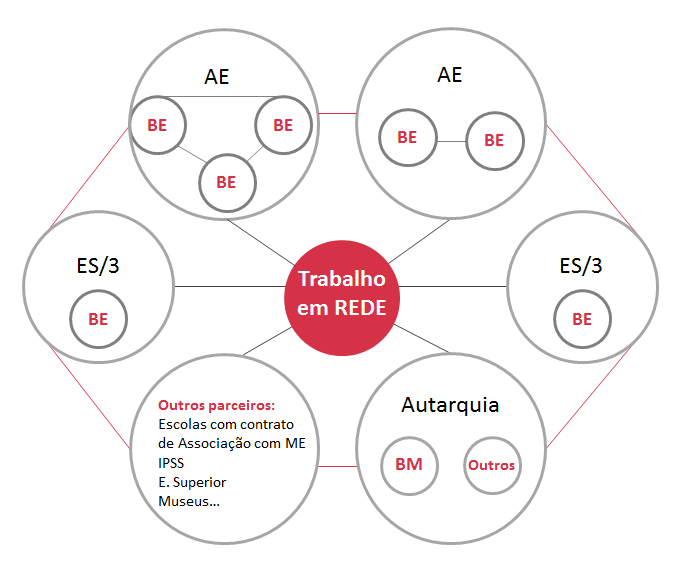 AE
BE
BE
BE
AE
BE
BE
ES/3
BE
Trabalho
em REDE
ES/3
BE
Outros parceiros:
Escolas com contrato
de Associação com ME
IPSS
E. Superior
Museus...
Autarquia
BM
Outros